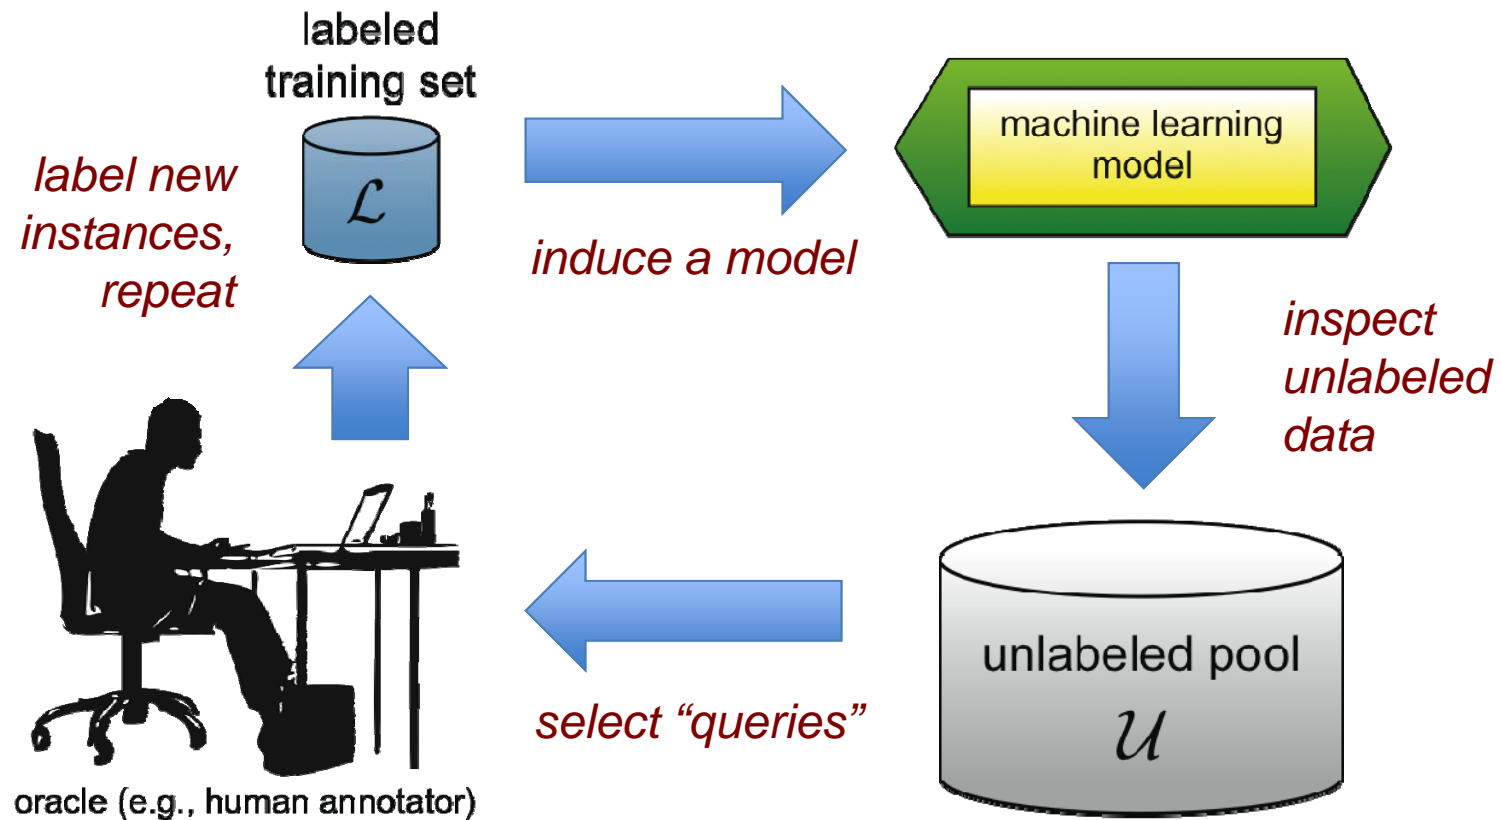 labeled
training set
ℒ
label new
instances,
repeat
induce a model
machine learning
model
inspect
unlabeled
data
unlabeled pool
𝒰
select “queries”
oracle (e.g., human annotator)